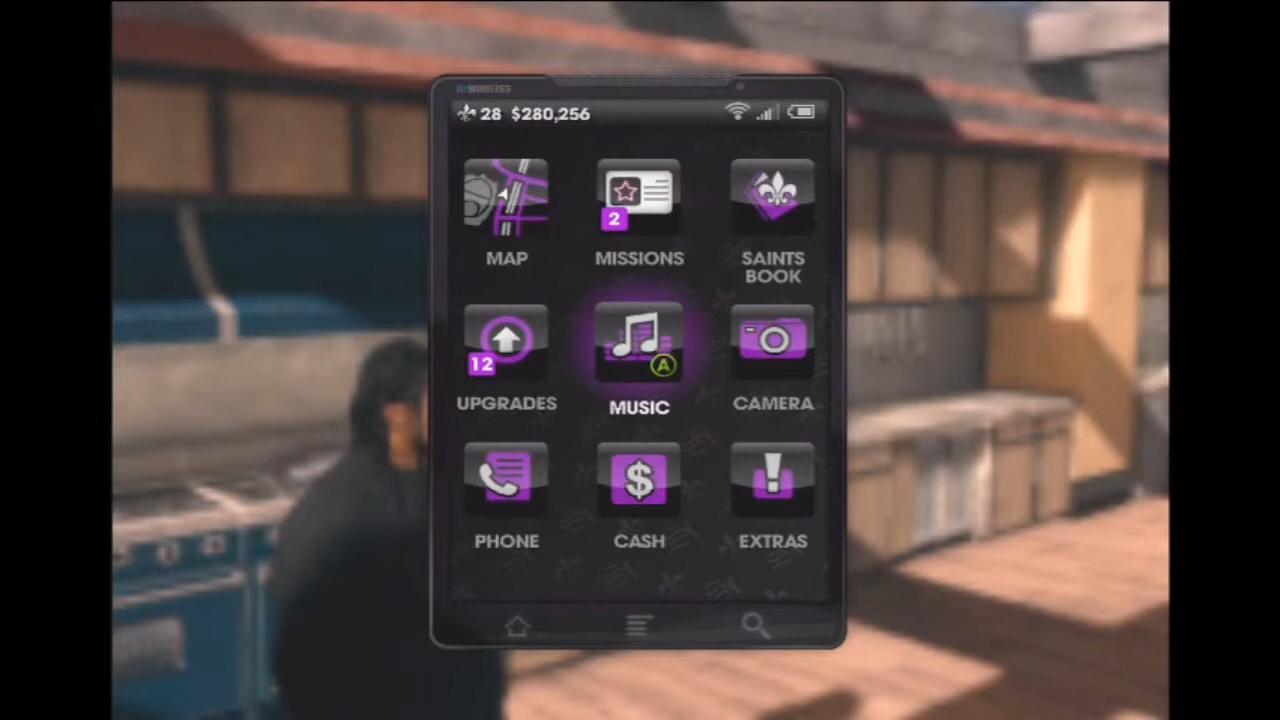 28 $280,256
2
MAP
MISSIONS
SAINTS
BOOK
12
UPGRADES
A
MUSIC
CAMERA
$
PHONE
CASH
!
EXTRAS